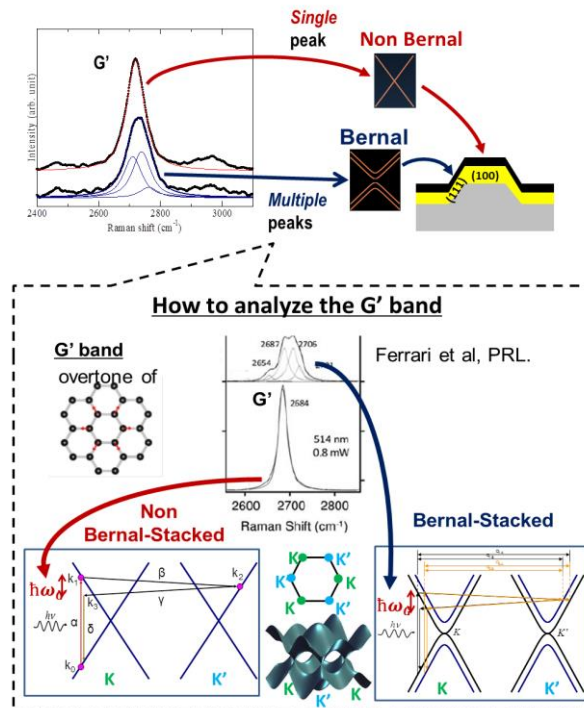 Single
peak
Non Bernal
G'
Bernal
(111)
(100)
Intensity (arb. unit)
2400
2600
2800
3000
Raman shift (cm-1)
Multiple
peaks
How to analyze the G' band
G' band
overtone of
2687
2706
2654
Ferrari et al, PRL.
G'
2684
514 nm
0.8 mW
2600
2700
2800
Raman Shift (cm-1)
Non
Bernal-Stacked
Bernal-Stacked
k1
β
k2
ħω
k3
γ
hν
α
δ
k0
K
K'
K'
K
K
K'
K'
K
K
K'
K
K'
ħω
hν
K
K'
K
K'